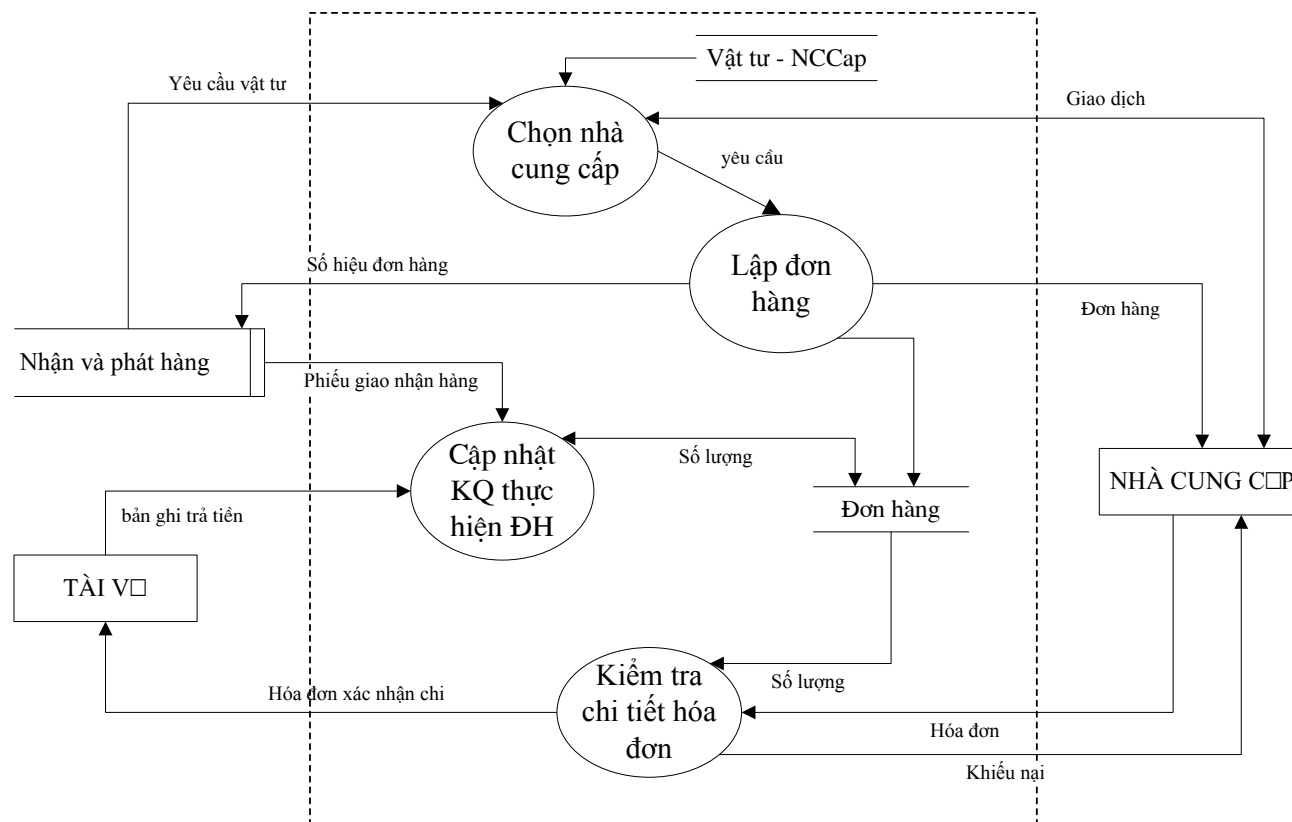 Vật tư - NCCap
Yêu cầu vật tư
Giao dịch
Chọn nhà
cung cấp
yêu cầu
Lập đơn
hàng
Số hiệu đơn hàng
Đơn hàng
Nhận và phát hàng
Phiếu giao nhận hàng
Cập nhật
KQ thực
hiện ĐH
Số lượng
NHÀ CUNG C□P
Đơn hàng
bản ghi trả tiền
TÀI V□
Kiểm tra
chi tiết hóa
đơn
Số lượng
Hóa đơn xác nhận chi
Hóa đơn
Khiếu nại